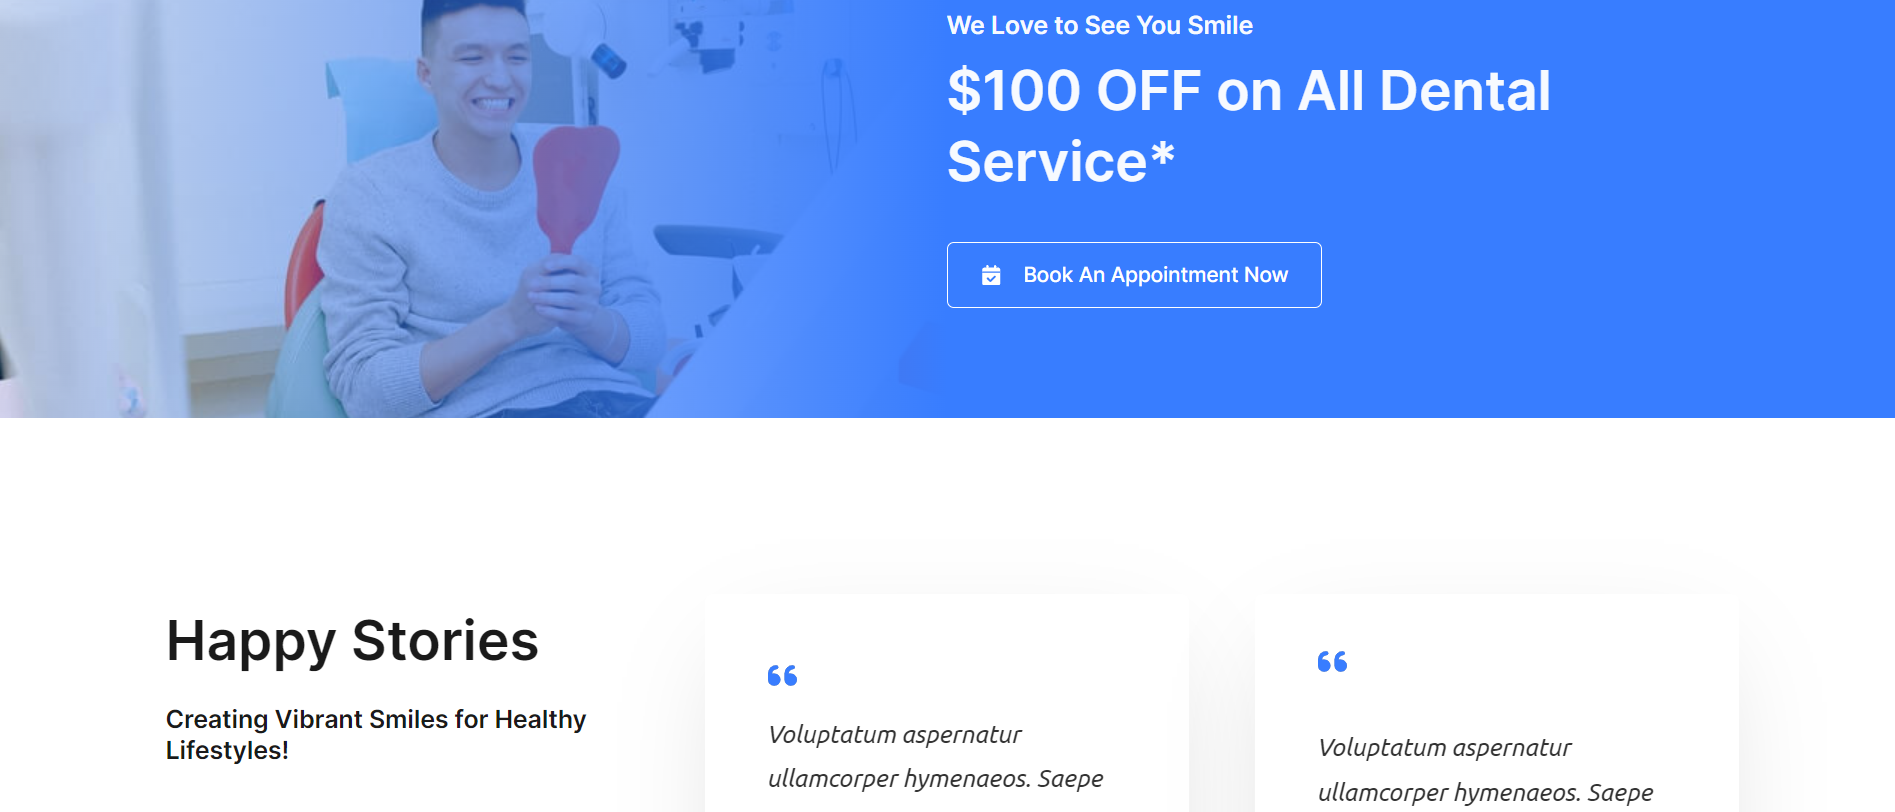 We Love to See You Smile
$100 OFF on All Dental
Service*
Book An Appointment Now
Happy Stories
Creating Vibrant Smiles for Healthy
Lifestyles!
“
Voluptatum aspernatur
ullamcorper hymenaeos. Saepe
“
Voluptatum aspernatur
ullamcorper hymenaeos. Saepe